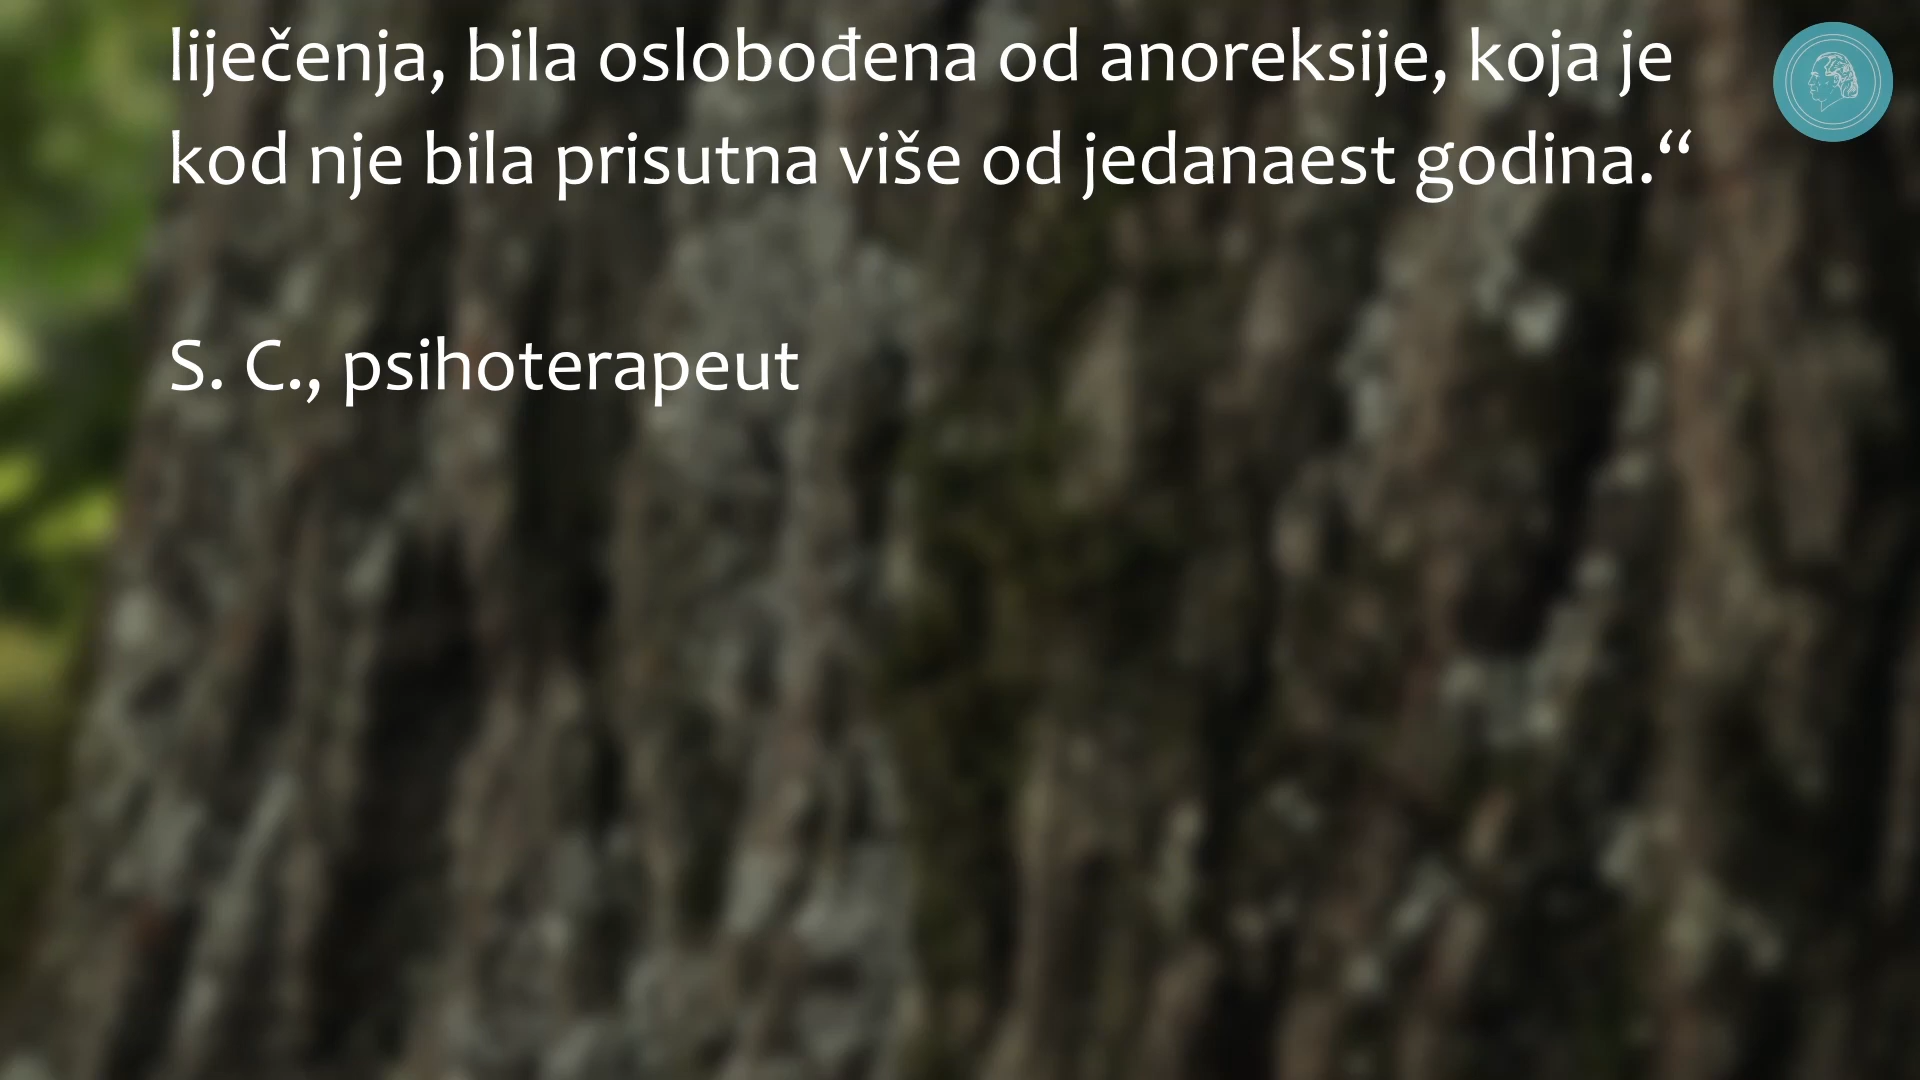 liječenja, bila oslobođena od anoreksije, koja je
kod nje bila prisutna više od jedanaest godina.“
S. C., psihoterapeut